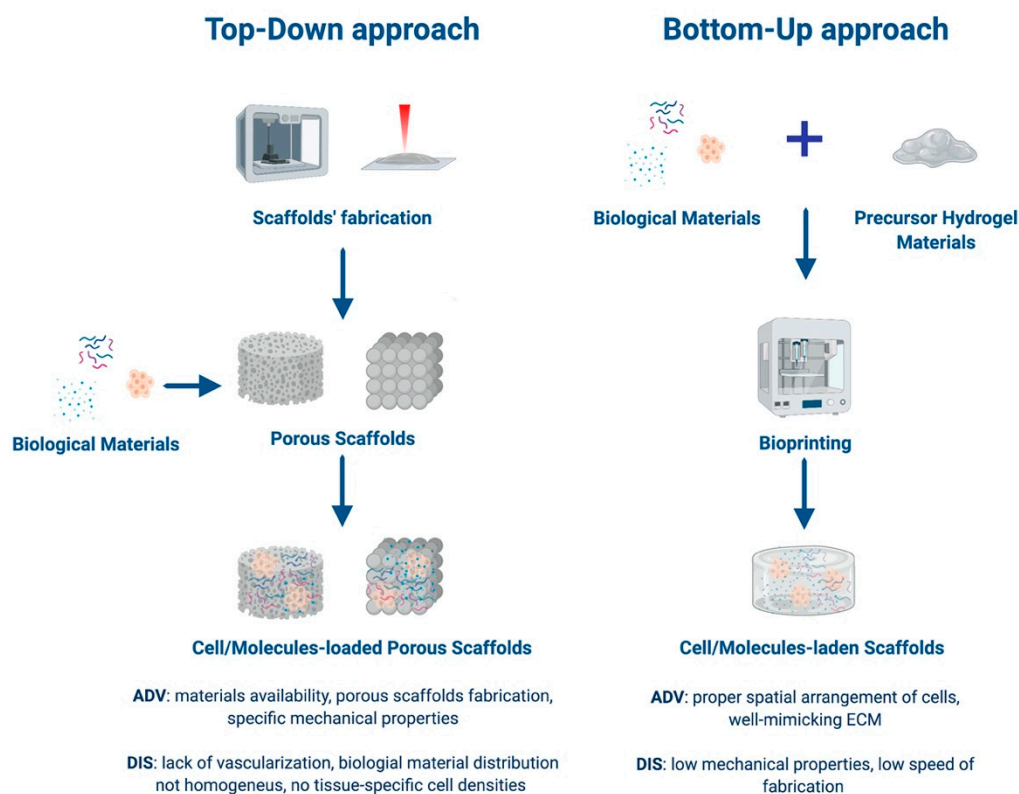 Top-Down approach
Scaffolds' fabrication
Biological Materials
Porous Scaffolds
Cell/Molecules-loaded Porous Scaffolds
ADV: materials availability, porous scaffolds fabrication,
specific mechanical properties
DIS: lack of vascularization, biologial material distribution
not homogeneus, no tissue-specific cell densities
Bottom-Up approach
Biological Materials
Precursor Hydrogel
Materials
Bioprinting
Cell/Molecules-laden Scaffolds
ADV: proper spatial arrangement of cells,
well-mimicking ECM
DIS: low mechanical properties, low speed of
fabrication